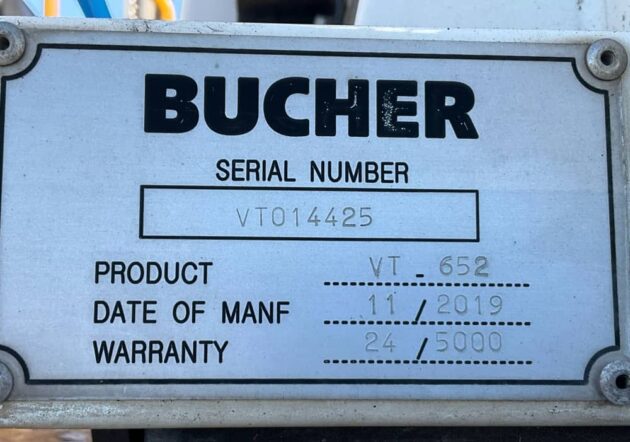 BUCHER
SERIAL NUMBER
VT014425
PRODUCT VT - 652
DATE OF MANF 11 / 2019
WARRANTY 24 / 5000